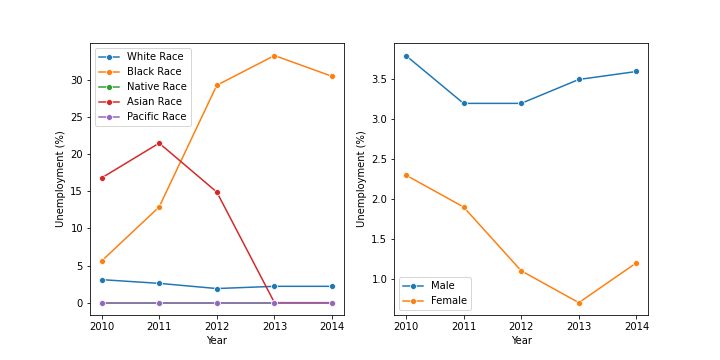 White Race
Black Race
Native Race
Asian Race
Pacific Race
Unemployment (%)
30
25
20
15
10
5
0
2010 2011 2012 2013 2014
Year
Unemployment (%)
3.5
3.0
2.5
2.0
1.5
1.0
Male
Female
2010 2011 2012 2013 2014
Year